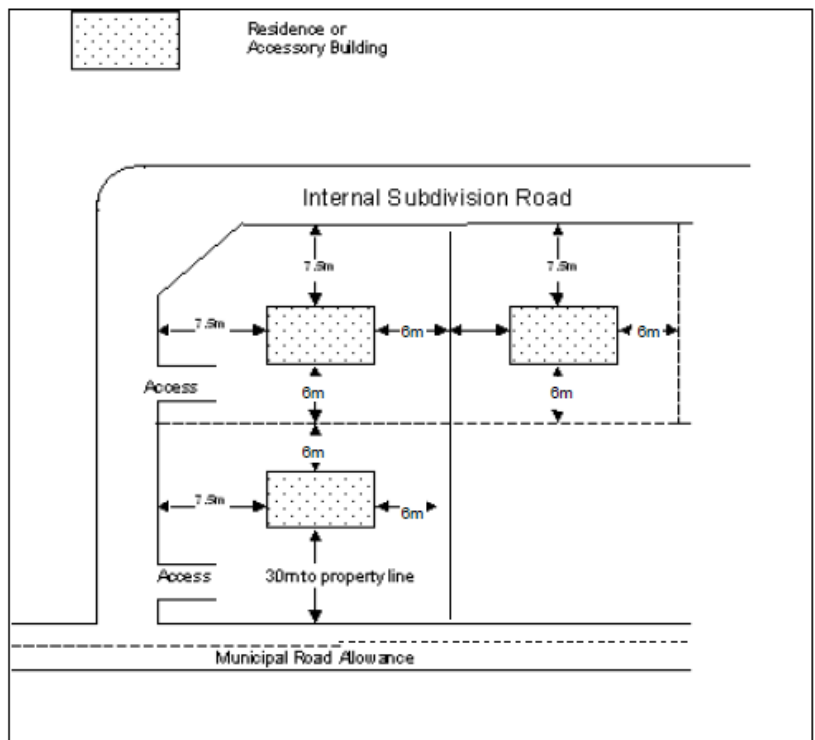 Residence or
Accessory Building
Internal Subdivision Road
7.5m
7.5m
7.5m
6m
6m
Access
6m
6m
6m
7.5m
6m
Access
30m to property line
Municipal Road Allowance